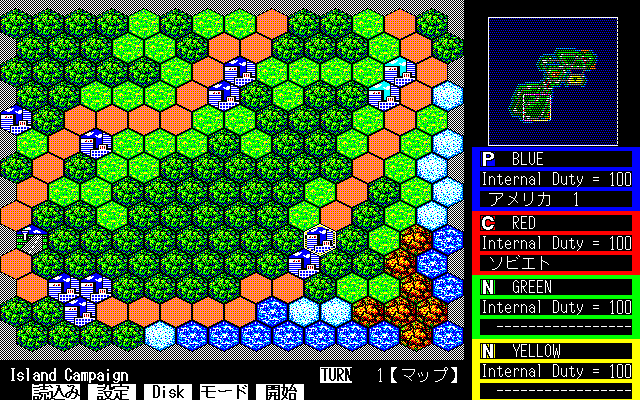 P BLUE
Internal Duty = 100
アメリカ 1
C RED
Internal Duty = 100
ソビエト
N GREEN
Internal Duty = 100
-----------------
N YELLOW
Internal Duty = 100
-----------------
Island Campaign TURN 1【マップ】
読込み 設定 Disk モード 開始